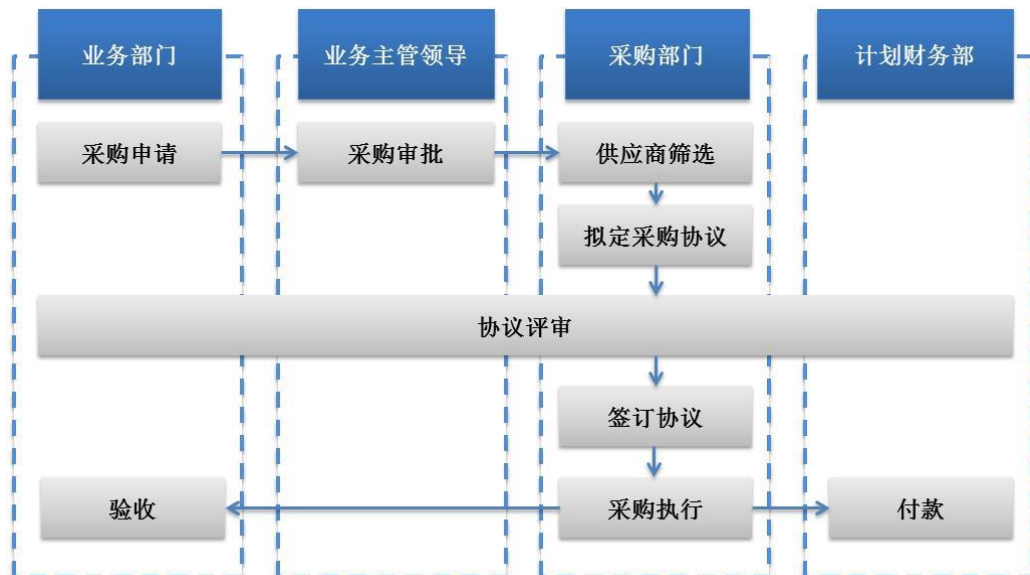 业务部门
业务主管领导
采购部门
计划财务部
采购申请
采购审批
供应商筛选
拟定采购协议
协议评审
签订协议
验收
采购执行
付款